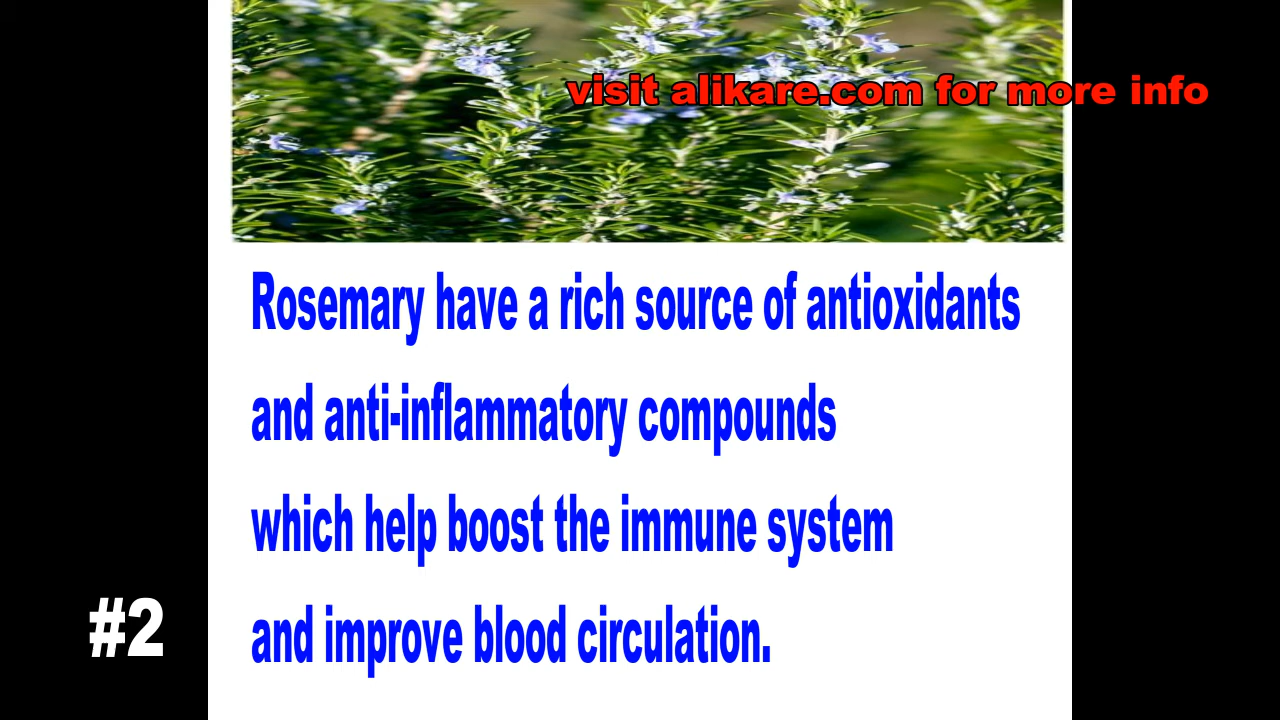 visit alikare.com for more info
Rosemary have a rich source of antioxidants
and anti-inflammatory compounds
which help boost the immune system
and improve blood circulation.
#2